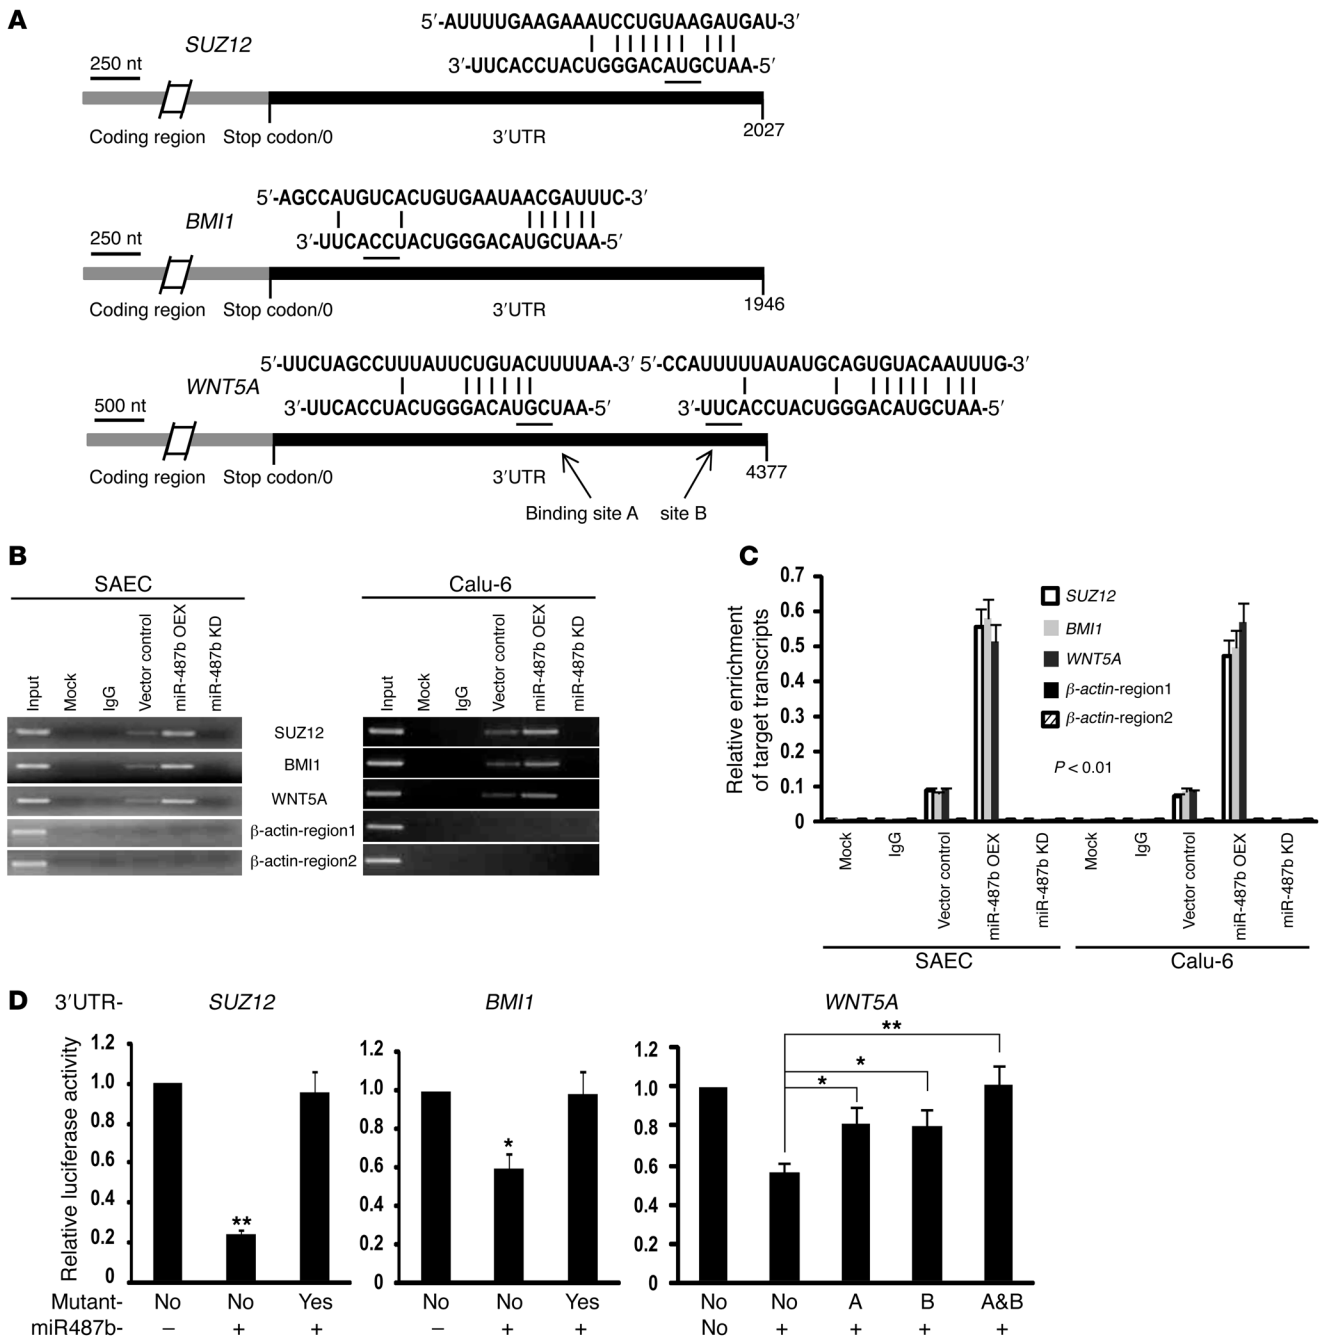 A
SUZ12
5′-AUUUUGAAGAAAUCCUGUAAGAUGAU-3′
3′-UUCACCUACUGGGACAUGCUAA-5′
250 nt
Coding region Stop codon/0 3′UTR 2027
BMI1
5′-AGCCAUGUCACUGUGAAUAACGAUUUC-3′
3′-UUCACCUACUGGGACAUGCUAA-5′
250 nt
Coding region Stop codon/0 3′UTR 1946
WNT5A
5′-UUCUAGCCUUUAUUCUGUACUUUUAA-3′ 5′-CCAUUUUUAUAUGCAGUGUACAAUUUG-3′
3′-UUCACCUACUGGGACAUGCUAA-5′ 3′-UUCACCUACUGGGACAUGCUAA-5′
500 nt
Coding region Stop codon/0 3′UTR 4377
Binding site A site B
B
SAEC Calu-6
Input Mock IgG Vector control miR-487b OEX miR-487b KD
Input Mock IgG Vector control miR-487b OEX miR-487b KD
SUZ12
BMI1
WNT5A
β-actin-region1
β-actin-region2
C
Relative enrichment
of target transcripts
0.7
0.6
0.5
0.4
0.3
0.2
0.1
0
SUZ12
BMI1
WNT5A
β-actin-region1
β-actin-region2
P < 0.01
Mock IgG Vector control miR-487b OEX miR-487b KD Mock IgG Vector control miR-487b OEX miR-487b KD
SAEC Calu-6
D
3′UTR- SUZ12 BMI1 WNT5A
Relative luciferase activity
1.2
1.0
0.8
0.6
0.4
0.2
0
**
1.2
1.0
0.8
0.6
0.4
0.2
0
*
1.2
1.0
0.8
0.6
0.4
0.2
0
**
*
*
Mutant- No No Yes No No Yes No No A B A&B
miR487b- – + + – + + No + + + +